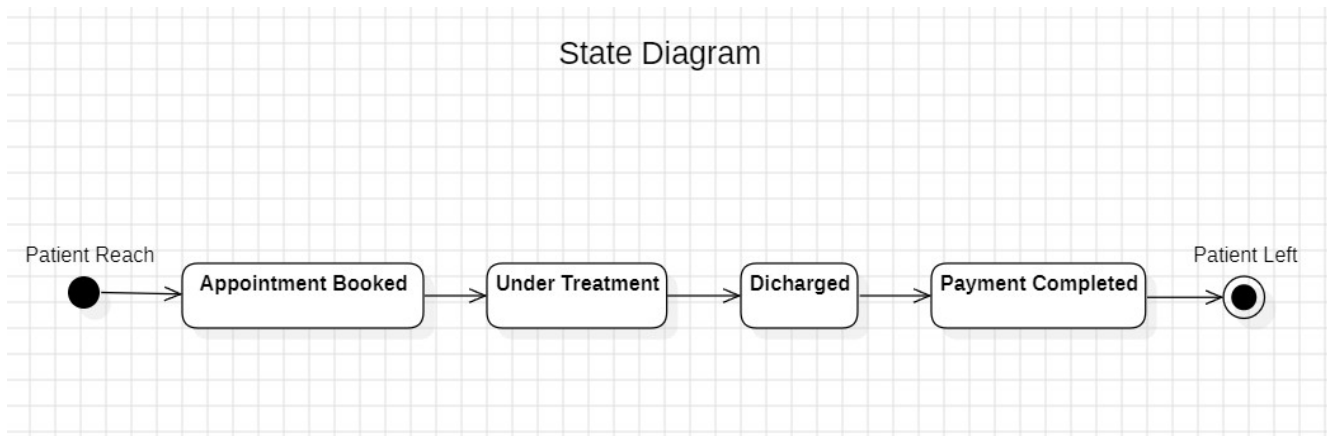 State Diagram
Patient Reach
Appointment Booked
Under Treatment
Dicharged
Payment Completed
Patient Left